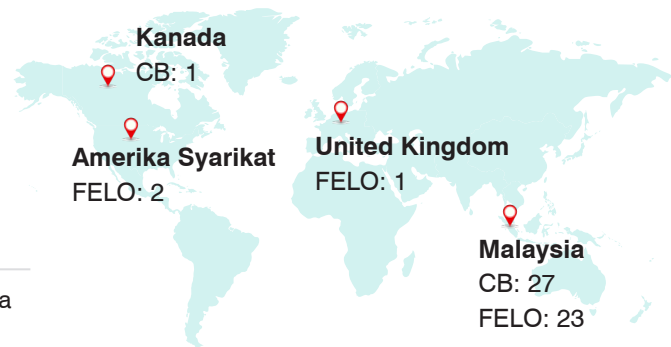 Kanada
CB: 1
Amerika Syarikat
FELO: 2
United Kingdom
FELO: 1
Malaysia
CB: 27
FELO: 23
a